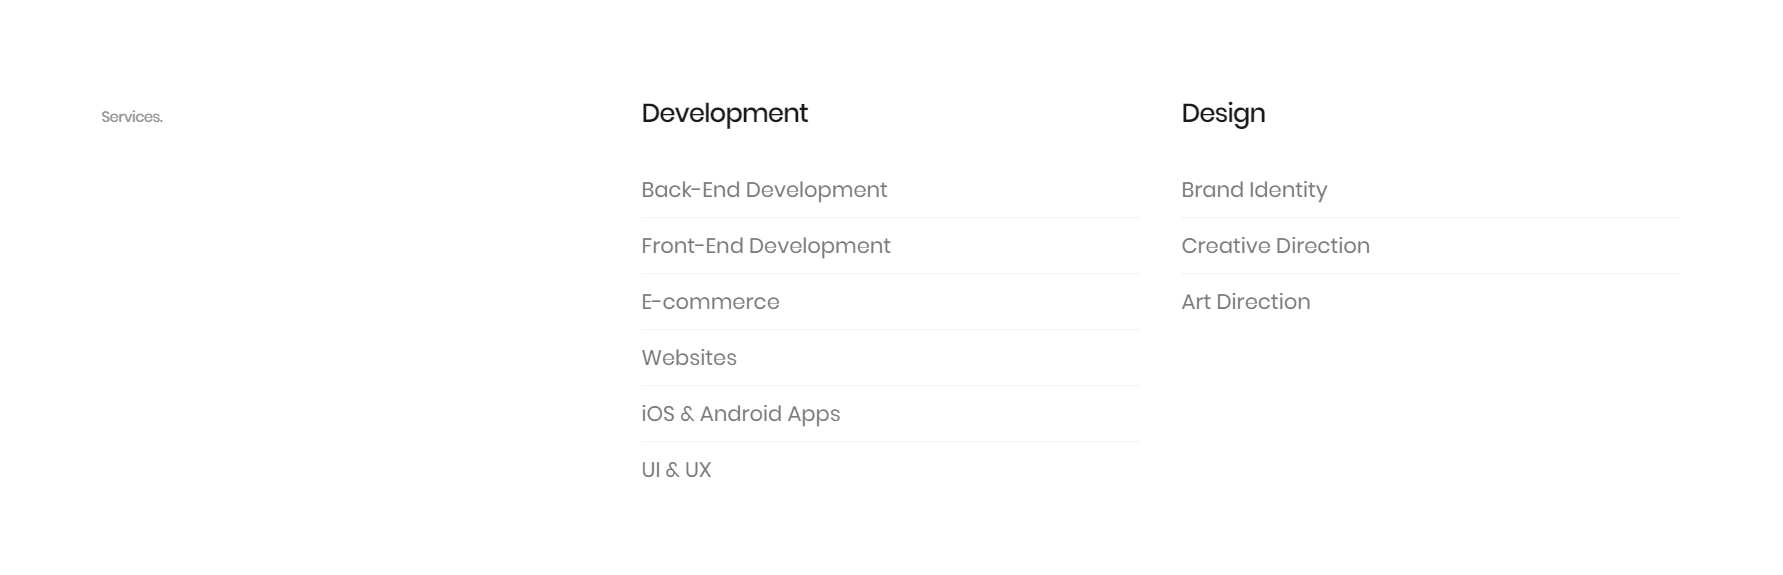 Services.
Development
Back-End Development
Front-End Development
E-commerce
Websites
iOS & Android Apps
UI & UX
Design
Brand Identity
Creative Direction
Art Direction